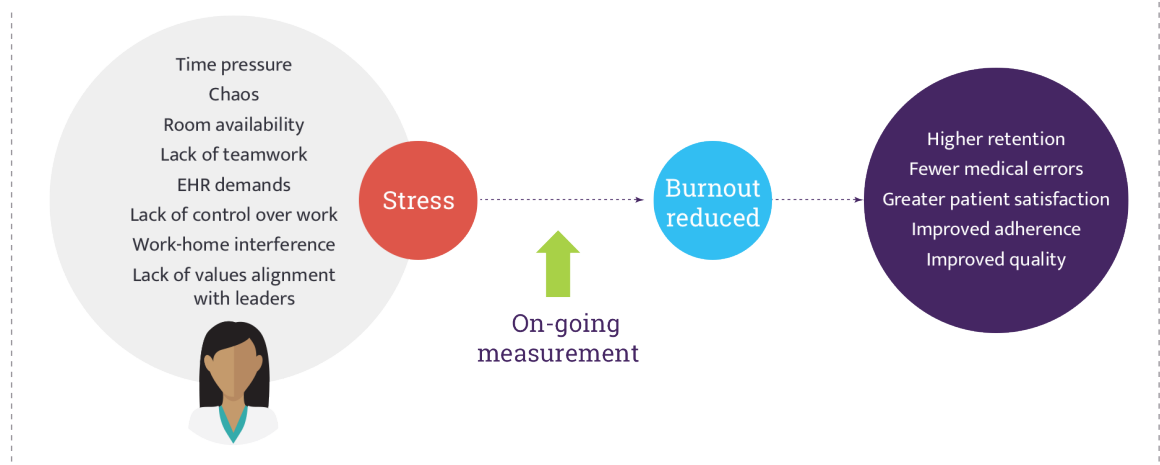 Time pressure
Chaos
Room availability
Lack of teamwork
EHR demands
Lack of control over work
Work-home interference
Lack of values alignment
with leaders
Stress
On-going
measurement
Burnout
reduced
Higher retention
Fewer medical errors
Greater patient satisfaction
Improved adherence
Improved quality